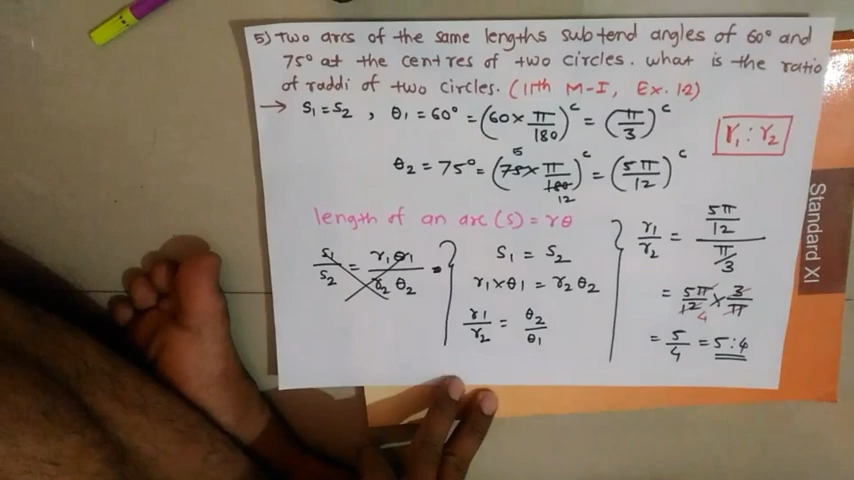 5) Two arcs of the same lengths subtend angles of 60° and
75° at the centres of two circles. what is the ratio
of raddi of two circles. (11th M-I, Ex. 1.2)
→ S₁ = S₂ , θ₁ = 60° = (60 × π/180)ᶜ = (π/3)ᶜ
r₁ : r₂
θ₂ = 75° = (75 × π/180)ᶜ = (5π/12)ᶜ
5
12
length of an arc (S) = rθ
S₁/S₂ = r₁θ₁/r₂θ₂ =
S₁ = S₂
r₁ × θ₁ = r₂ θ₂
r₁/r₂ = θ₂/θ₁
r₁/r₂ = (5π/12)/(π/3)
= 5π/12 × 3/π
4
= 5/4 = 5:4
Standard XI